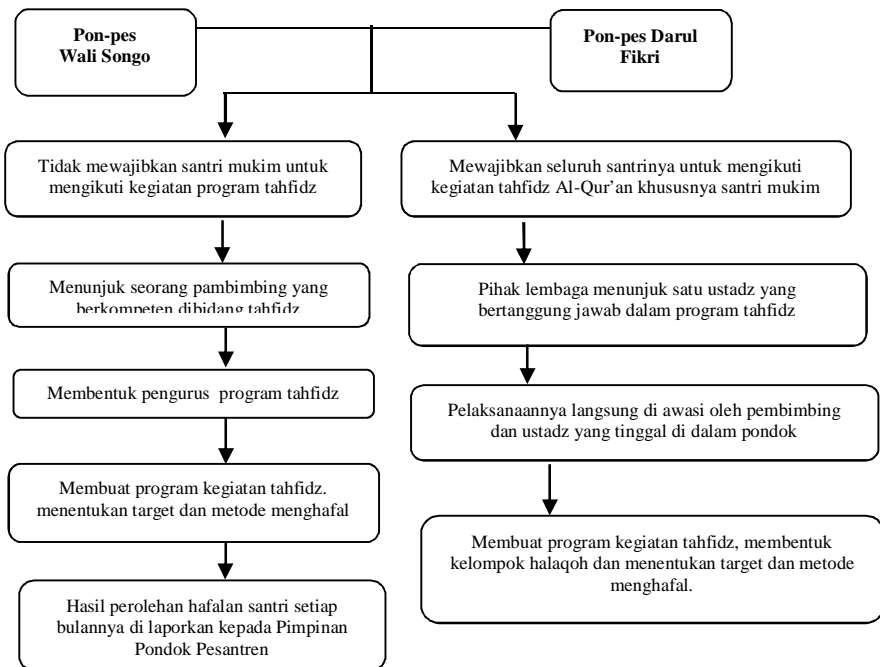 Pon-pes
Wali Songo
Pon-pes Darul
Fikri
Tidak mewajibkan santri mukim untuk
mengikuti kegiatan program tahfidz
Mewajibkan seluruh santrinya untuk mengikuti
kegiatan tahfidz Al-Qur’an khususnya santri mukim
Menunjuk seorang pambimbing yang
berkompeten dibidang tahfidz
Pihak lembaga menunjuk satu ustadz yang
bertanggung jawab dalam program tahfidz
Membentuk pengurus program tahfidz
Pelaksanaannya langsung di awasi oleh pembimbing
dan ustadz yang tinggal di dalam pondok
Membuat program kegiatan tahfidz.
menentukan target dan metode menghafal
Membuat program kegiatan tahfidz, membentuk
kelompok halaqoh dan menentukan target dan metode
menghafal.
Hasil perolehan hafalan santri setiap
bulannya di laporkan kepada Pimpinan
Pondok Pesantren